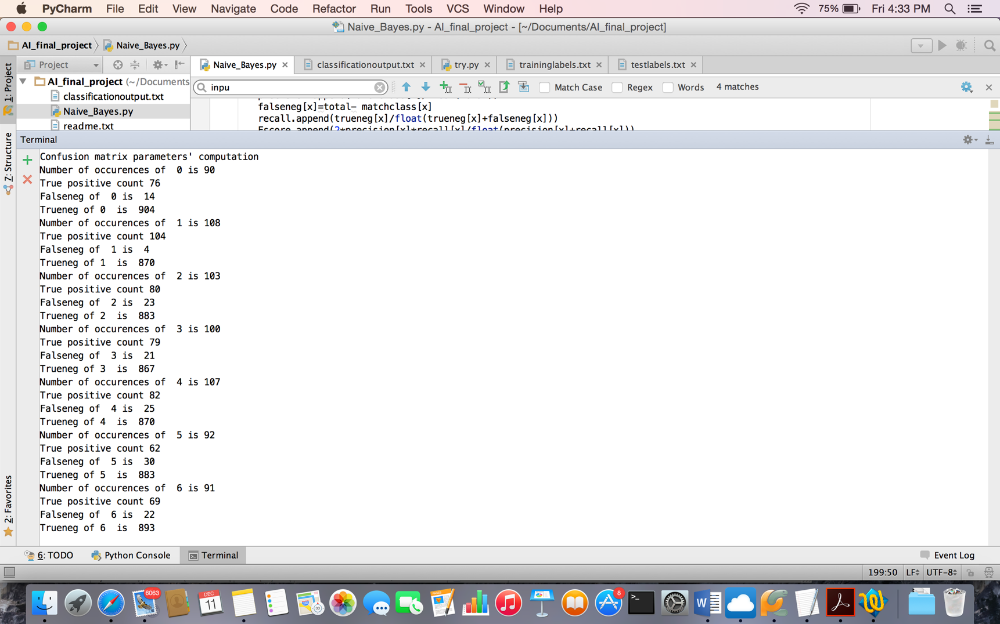 PyCharm File Edit View Navigate Code Refactor Run Tools VCS Window Help 75% Fri 4:33 PM
Naive_Bayes.py - AI_final_project - [~/Documents/AI_final_project]
AI_final_project Naive_Bayes.py
Project Naive_Bayes.py classificationoutput.txt try.py traininglabels.txt testlabels.txt
1: Project
AI_final_project (~/Documents
classificationoutput.txt
Naive_Bayes.py
readme.txt
inpu Match Case Regex Words 4 matches
falseneg[x]=total- matchclass[x]
recall.append(trueneg[x]/float(trueneg[x]+falseneg[x]))
Fscore.append(2*precision[x]*recall[x]/float(precision[x]+recall[x]))
Terminal
Z: Structure
Confusion matrix parameters' computation
Number of occurences of  0 is 90
True positive count 76
Falseneg of  0 is  14
Trueneg of 0  is  904
Number of occurences of  1 is 108
True positive count 104
Falseneg of  1 is  4
Trueneg of 1  is  870
Number of occurences of  2 is 103
True positive count 80
Falseneg of  2 is  23
Trueneg of 2  is  883
Number of occurences of  3 is 100
True positive count 79
Falseneg of  3 is  21
Trueneg of 3  is  867
Number of occurences of  4 is 107
True positive count 82
Falseneg of  4 is  25
Trueneg of 4  is  870
Number of occurences of  5 is 92
True positive count 62
Falseneg of  5 is  30
Trueneg of 5  is  883
Number of occurences of  6 is 91
True positive count 69
Falseneg of  6 is  22
Trueneg of 6  is  893
2: Favorites
6: TODO Python Console Terminal Event Log
199:50 LF UTF-8
6063
DEC
11
3D
8
>_
W